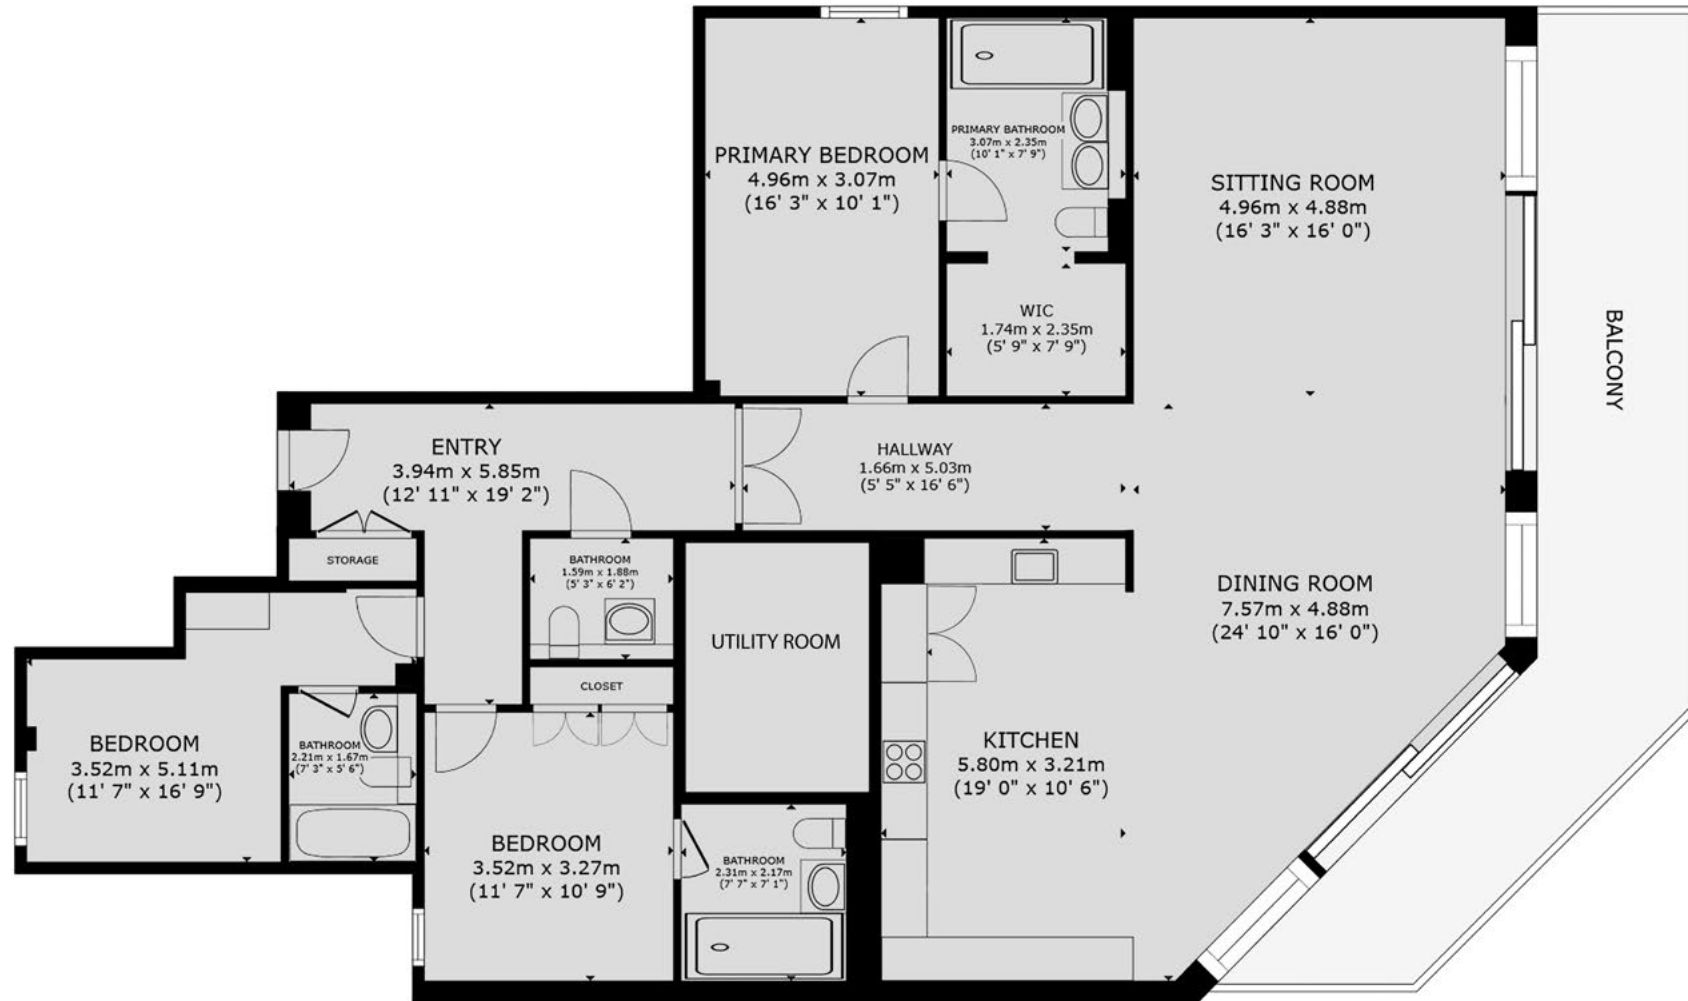 PRIMARY BEDROOM
4.96m x 3.07m
(16' 3" x 10' 1")
PRIMARY BATHROOM
3.07m x 2.35m
(10' 1" x 7' 9")
SITTING ROOM
4.96m x 4.88m
(16' 3" x 16' 0")
WIC
1.74m x 2.35m
(5' 9" x 7' 9")
BALCONY
ENTRY
3.94m x 5.85m
(12' 11" x 19' 2")
HALLWAY
1.66m x 5.03m
(5' 5" x 16' 6")
STORAGE
BATHROOM
1.59m x 1.88m
(5' 3" x 6' 2")
UTILITY ROOM
DINING ROOM
7.57m x 4.88m
(24' 10" x 16' 0")
CLOSET
BEDROOM
3.52m x 5.11m
(11' 7" x 16' 9")
BATHROOM
2.21m x 1.67m
(7' 3" x 5' 6")
KITCHEN
5.80m x 3.21m
(19' 0" x 10' 6")
BEDROOM
3.52m x 3.27m
(11' 7" x 10' 9")
BATHROOM
2.31m x 2.17m
(7' 7" x 7' 1")